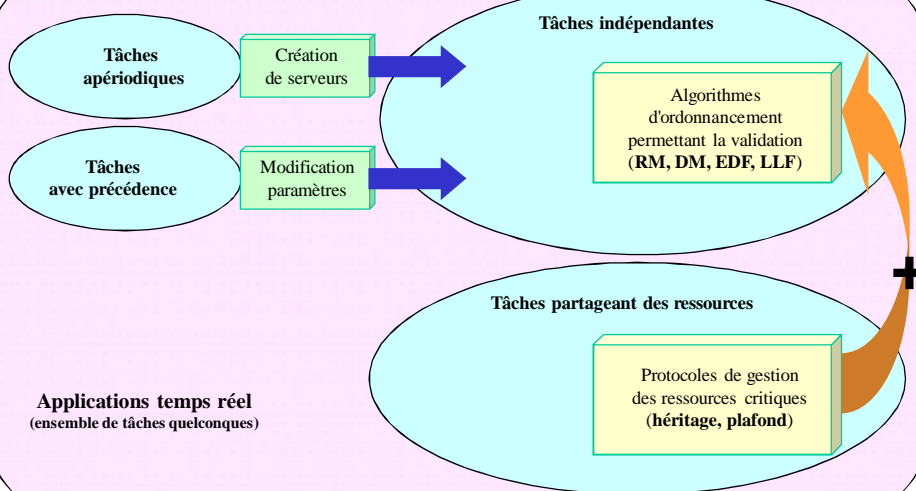 Tâches indépendantes
Tâches
apériodiques
Création
de serveurs
Algorithmes
d'ordonnancement
permettant la validation
(RM, DM, EDF, LLF)
Tâches
avec précédence
Modification
paramètres
+
Tâches partageant des ressources
Protocoles de gestion
des ressources critiques
(héritage, plafond)
Applications temps réel
(ensemble de tâches quelconques)